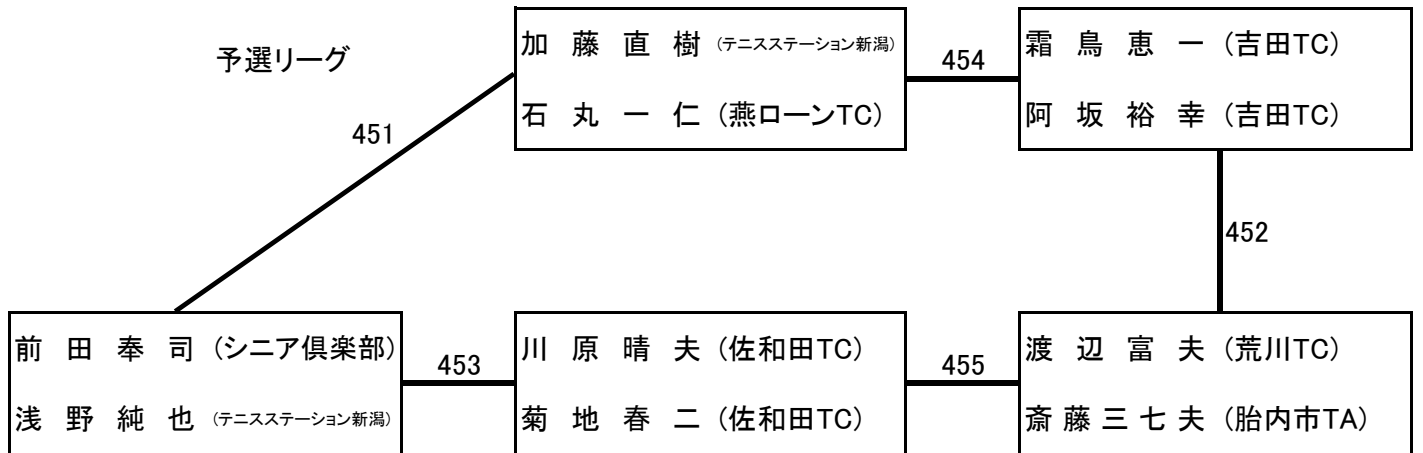 予選リーグ
加藤直樹 (テニスステーション新潟)
石丸一仁 (燕ローンTC)
454
霜鳥恵一 (吉田TC)
阿坂裕幸 (吉田TC)
451
452
前田奉司 (シニア倶楽部)
浅野純也 (テニスステーション新潟)
453
川原晴夫 (佐和田TC)
菊地春二 (佐和田TC)
455
渡辺富夫 (荒川TC)
斎藤三七夫 (胎内市TA)